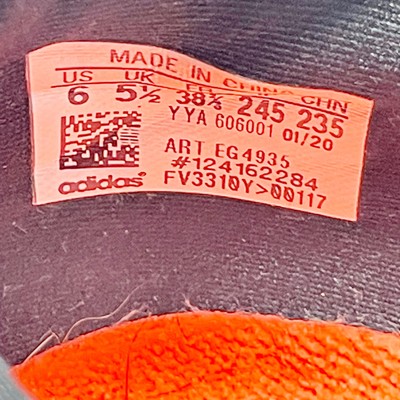 MADE IN CHINA
US UK FR CHN
6 5½ 38⅔ 245 235
YYA 606001 01/20
ART EG4935
#124162284
adidas FV3310Y>00117